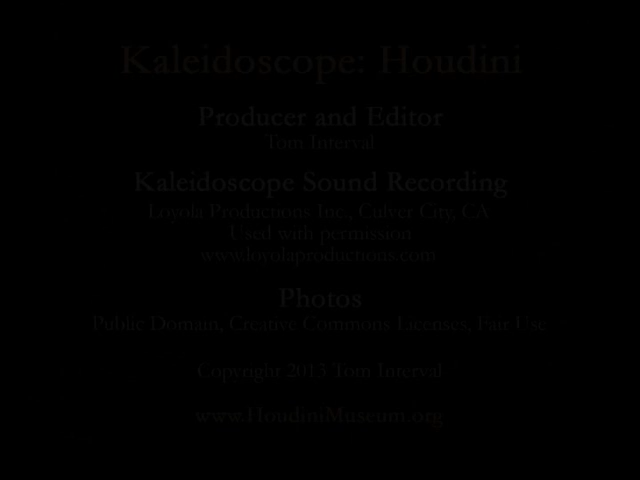 Kaleidoscope: Houdini
Producer and Editor
Tom Interval
Kaleidoscope Sound Recording
Loyola Productions Inc., Culver City, CA
Used with permission
www.loyolaproductions.com
Photos
Public Domain, Creative Commons Licenses, Fair Use
Copyright 2013 Tom Interval
www.HoudiniMuseum.org